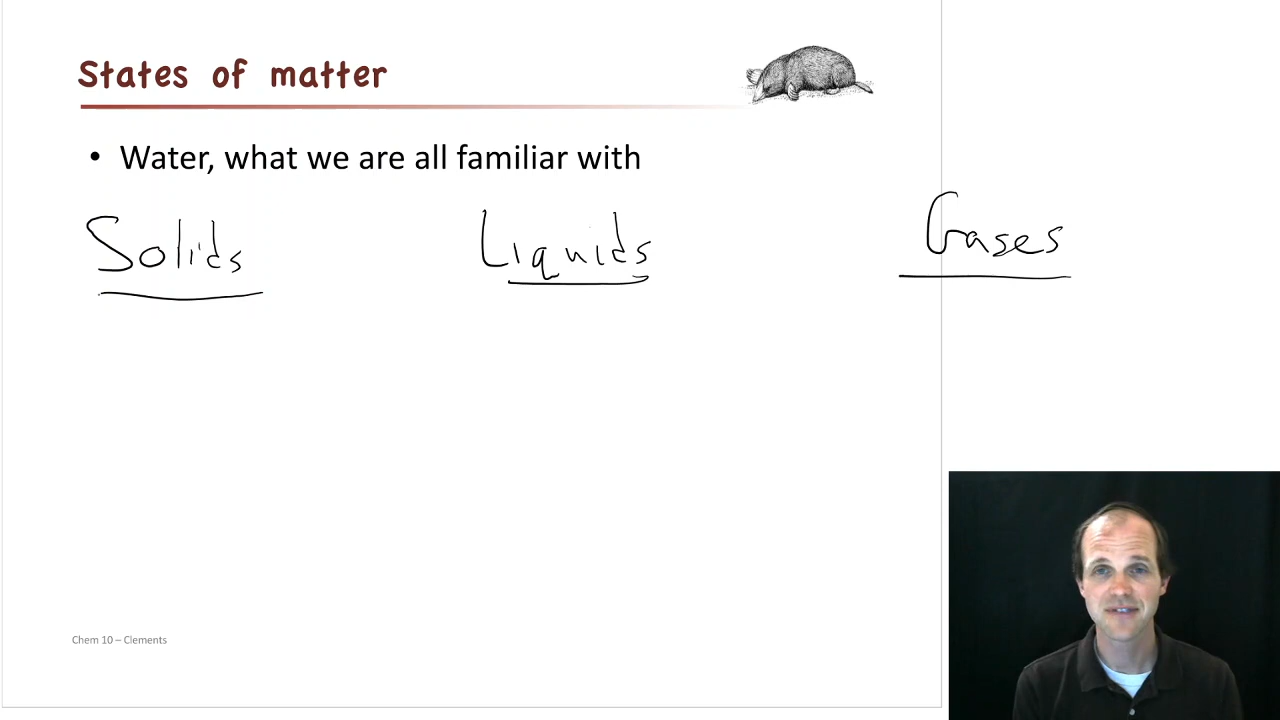 States of matter
• Water, what we are all familiar with
Solids Liquids Gases
Chem 10 – Clements